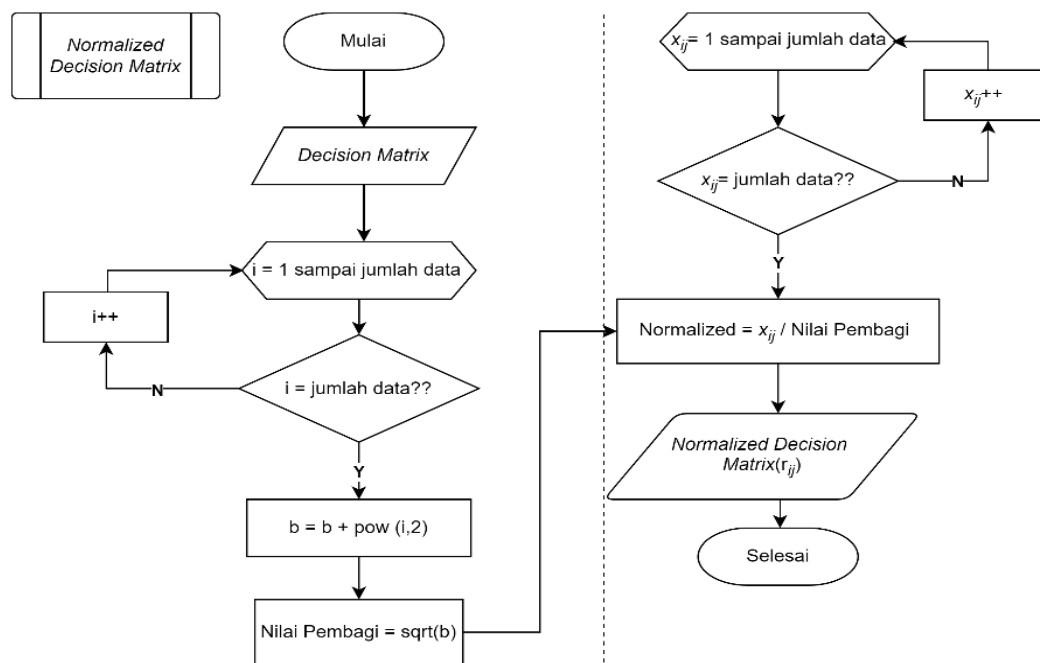 Normalized
Decision Matrix
Mulai
Decision Matrix
i = 1 sampai jumlah data
i++
i = jumlah data??
N
Y
b = b + pow (i,2)
Nilai Pembagi = sqrt(b)
xij= 1 sampai jumlah data
xij++
xij= jumlah data??
N
Y
Normalized = xij / Nilai Pembagi
Normalized Decision
Matrix(rij)
Selesai